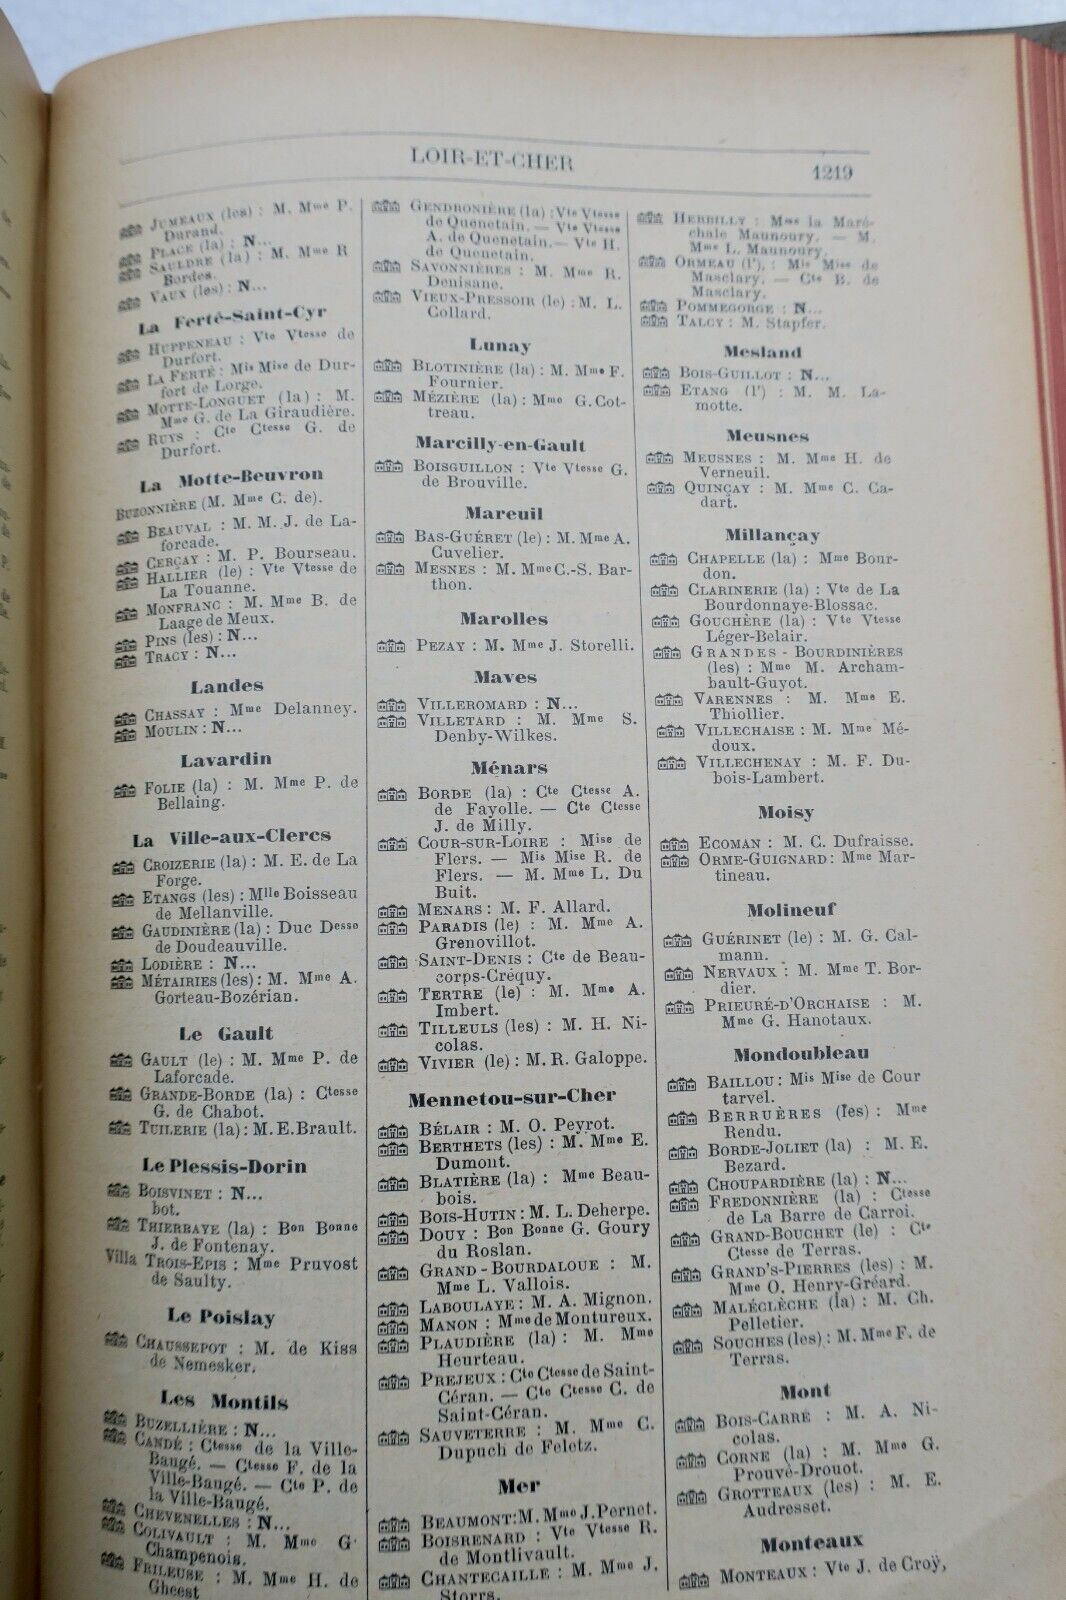 LOIR-ET-CHER
1219
JUMEAUX (les) : M. Mme P.
Durand.
PLACE (la) : N...
SAULDRE (la) : M. Mme R
Bordes.
VAUX (les) : N...
La Ferté-Saint-Cyr
HUPPENEAU : Vte Vtesse de
Durfort.
LA FERTÉ : Mis Mise de Dur-
fort de Lorge.
MOTTE-LONGUET (la) : M.
Mme G. de La Giraudière.
RUYS : Cte Ctesse G. de
Durfort.
La Motte-Beuvron
BUZONNIÈRE (M. Mme C. de).
BEAUVAL : M. M. J. de La-
forcade.
CERÇAY : M. P. Bourseau.
HALLIER (le) : Vte Vtesse de
La Touanne.
MONFRANC : M. Mme B. de
Laage de Meux.
PINS (les) : N...
TRACY : N...
Landes
CHASSAY : Mme Delanney.
MOULIN : N...
Lavardin
FOLIE (la) : M. Mme P. de
Bellaing.
La Ville-aux-Clercs
CROIZERIE (la) : M. E. de La
Forge.
ETANGS (les) : Mlle Boisseau
de Mellanville.
GAUDINIÈRE (la) : Duc Desse
de Doudeauville.
LODIÈRE : N...
MÉTAIRIES (les) : M. Mme A.
Gorteau-Bozérian.
Le Gault
GAULT (le) : M. Mme P. de
Laforcade.
GRANDE-BORDE (la) : Ctesse
G. de Chabot.
TUILERIE (la) : M. E. Brault.
Le Plessis-Dorin
BOISVINET : N...
bot.
THIERRAYE (la) : Bon Bonne
J. de Fontenay.
Villa TROIS-EPIS : Mme Pruvost
de Saulty.
Le Poislay
CHAUSSEPOT : M. de Kiss
de Nemesker.
Les Montils
BUZELLIÈRE : N...
CANDÉ : Ctesse de la Ville-
Baugé. — Ctesse F. de la
Ville-Baugé. — Cte P. de
la Ville-Baugé.
CHEVENELLES : N...
COLIVAULT : M. Mme G.
Champenois.
FRILEUSE : M. Mme H. de
Gheest
GENDRONIÈRE (la) : Vte Vtesse
de Quenetain. — Vte Vtesse
A. de Quenetain. — Vte H.
de Quenetain.
SAVONNIÈRES : M. Mme R.
Denisane.
VIEUX-PRESSOIR (le) : M. L.
Collard.
Lunay
BLOTINIÈRE (la) : M. Mme F.
Fournier.
MÉZIÈRE (la) : Mme G. Cot-
treau.
Marcilly-en-Gault
BOISGUILLON : Vte Vtesse G.
de Brouville.
Mareuil
BAS-GUÉRET (le) : M. Mme A.
Cuvelier.
MESNES : M. Mme C.-S. Bar-
thon.
Marolles
PEZAY : M. Mme J. Storelli.
Maves
VILLEROMARD : N...
VILLETARD : M. Mme S.
Denby-Wilkes.
Ménars
BORDE (la) : Cte Ctesse A.
de Fayolle. — Cte Ctesse
J. de Milly.
COUR-SUR-LOIRE : Mise de
Flers. — Mis Mise R. de
Flers. — M. Mme L. Du
Buit.
MENARS : M. F. Allard.
PARADIS (le) : M. Mme A.
Grenovillot.
SAINT-DENIS : Cte de Beau-
corps-Créquy.
TERTRE (le) : M. Mme A.
Imbert.
TILLEULS (les) : M. H. Ni-
colas.
VIVIER (le) : M. R. Galoppe.
Mennetou-sur-Cher
BÉLAIR : M. O. Peyrot.
BERTHETS (les) : M. Mme E.
Dumont.
BLATIÈRE (la) : Mme Beau-
bois.
BOIS-HUTIN : M. L. Deherpe.
DOUY : Bon Bonne G. Goury
du Roslan.
GRAND-BOURDALOUE : M.
Mme L. Vallois.
LABOULAYE : M. A. Mignon.
MANON : Mme de Montureux.
PLAUDIÈRE (la) : M. Mme
Heurteau.
PREJEUX : Cte Ctesse de Saint-
Céran. — Cte Ctesse C. de
Saint-Céran.
SAUVETERRE : M. Mme C.
Dupuch de Feletz.
Mer
BEAUMONT : M. Mme J. Pernet.
BOISRENARD : Vte Vtesse R.
de Montlivault.
CHANTECAILLE : M. Mme J.
Storrs.
HERBILLY : Mme la Maré-
chale Maunoury. — M.
Mme L. Maunoury.
ORMEAU (l'). : Mis Mise de
Masclary. — Cte B. de
Masclary.
POMMEGORGE : N...
TALCY : M. Stapfer.
Mesland
BOIS-GUILLOT : N...
ETANG (l') : M. M. La-
motte.
Meusnes
MEUSNES : M. Mme H. de
Verneuil.
QUINÇAY : M. Mme C. Ca-
dart.
Millançay
CHAPELLE (la) : Mme Bour-
don.
CLARINERIE (la) : Vte de La
Bourdonnaye-Blossac.
GOUCHÈRE (la) : Vte Vtesse
Léger-Belair.
GRANDES-BOURDINIÈRES
(les) : Mme M. Archam-
bault-Guyot.
VARENNES : M. Mme E.
Thiollier.
VILLECHAISE : M. Mme Mé-
doux.
VILLECHENAY : M. F. Du-
bois-Lambert.
Moisy
ECOMAN : M. C. Dufraisse.
ORME-GUIGNARD : Mme Mar-
tineau.
Molineuf
GUÉRINET (le) : M. G. Cal-
mann.
NERVAUX : M. Mme T. Bor-
dier.
PRIEURÉ-D'ORCHAISE : M.
Mme G. Hanotaux.
Mondoubleau
BAILLOU : Mis Mise de Cour
tarvel.
BERRUÈRES (les) : Mme
Rendu.
BORDE-JOLIET (la) : M. E.
Bezard.
CHOUPARDIÈRE (la) : N...
FREDONNIÈRE (la) : Ctesse
de La Barre de Carroi.
GRAND-BOUCHET (le) : Cte
Ctesse de Terras.
GRAND'S-PIERRES (les) : M.
Mme O. Henry-Gréard.
MALÉCLÈCHE (la) : M. Ch.
Pelletier.
SOUCHES (les) : M. Mme F. de
Terras.
Mont
BOIS-CARRÉ : M. A. Ni-
colas.
CORNE (la) : M. Mme G.
Prouvé-Drouot.
GROTTEAUX (les) : M. E.
Audresset.
Monteaux
MONTEAUX : Vte J. de Croÿ,